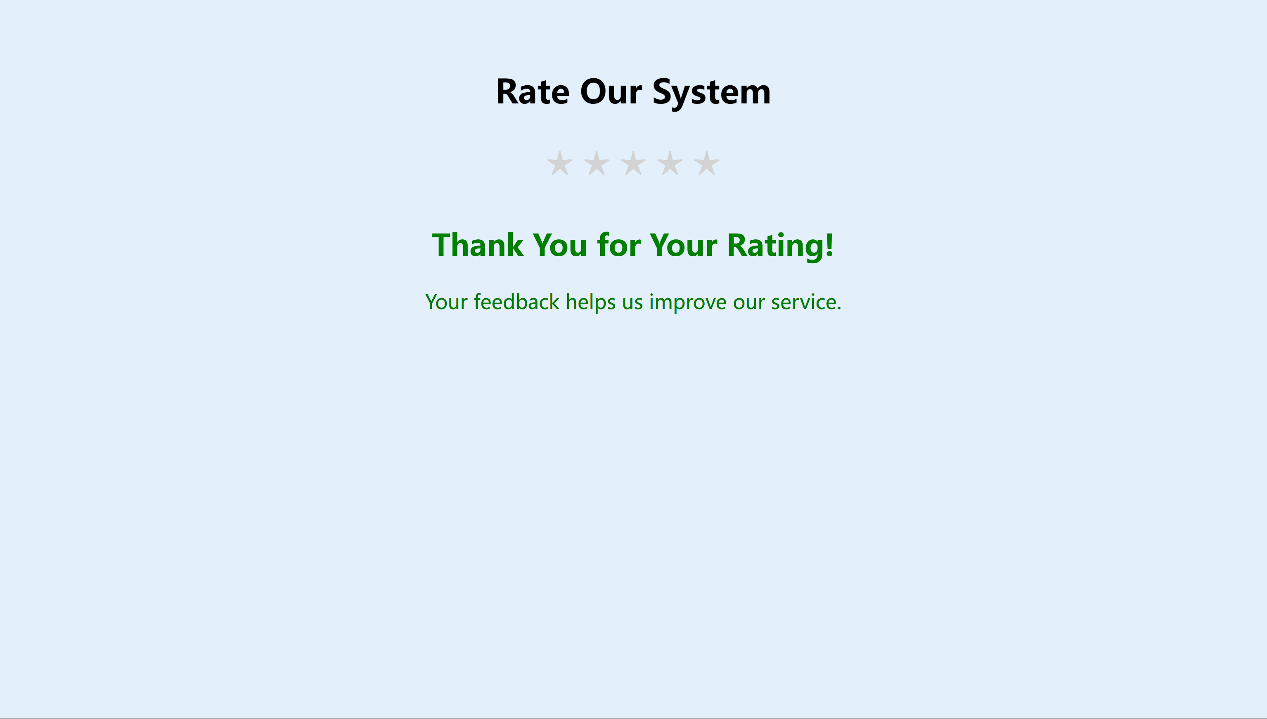 Rate Our System
★ ★ ★ ★ ★
Thank You for Your Rating!
Your feedback helps us improve our service.